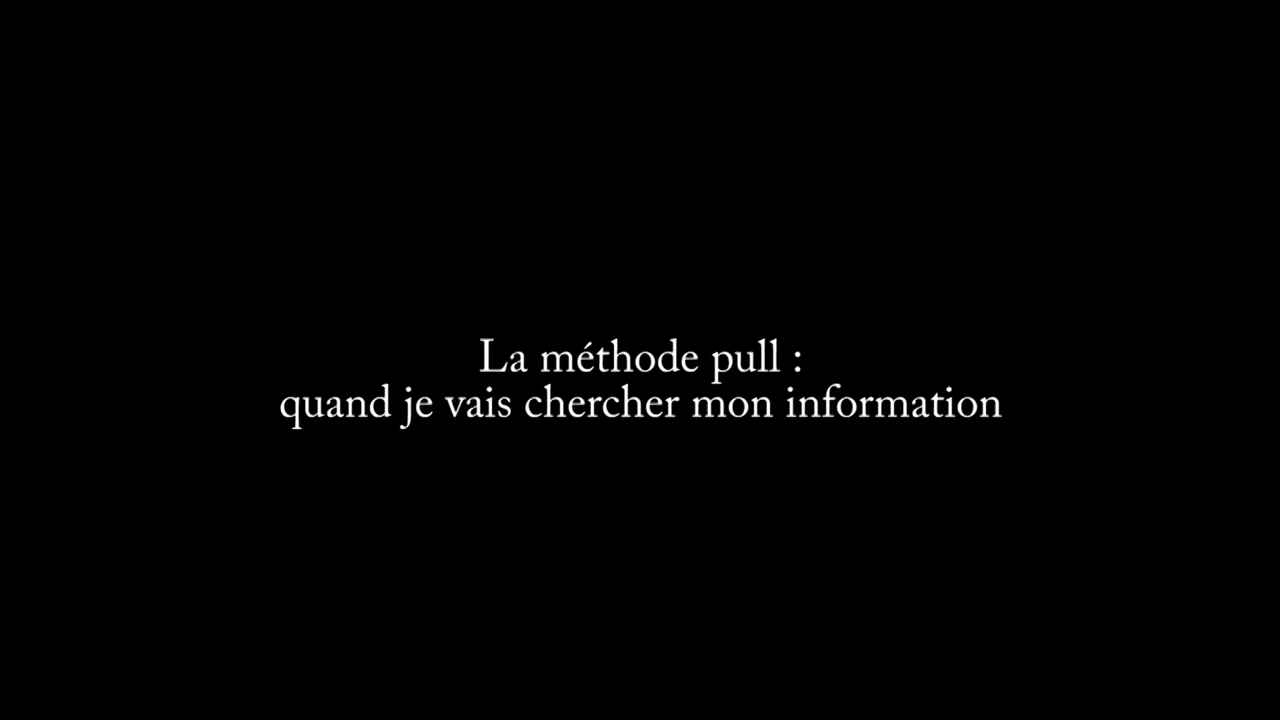 La méthode pull :
quand je vais chercher mon information